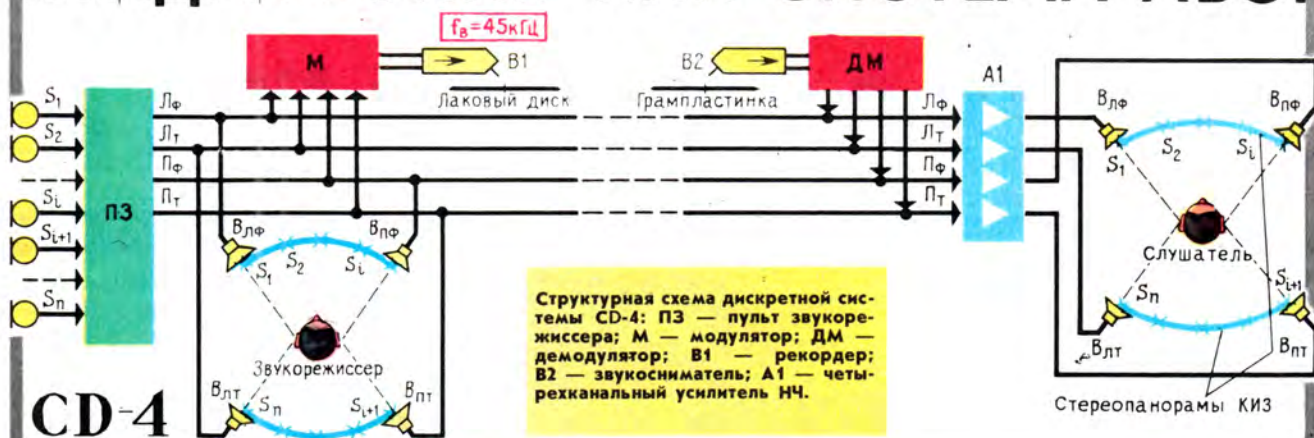 fв=45кГЦ
М
В1
В2
ДМ
А1
Лаковый диск
Грампластинка
S1
S2
Si
Si+1
Sn
ПЗ
Лф
Лт
Пф
Пт
Лф
Лт
Пф
Пт
ВЛФ
ВПФ
S1
S2
Si
Звукорежиссер
ВЛТ
Sn
Si+1
ВПТ
ВЛФ
ВПФ
S1
S2
Si
Слушатель
Sn
Si+1
ВЛТ
ВПТ
Стереопанорамы КИЗ
Структурная схема дискретной сис-
темы CD-4: ПЗ — пульт звукоре-
жиссера; М — модулятор; ДМ —
демодулятор; В1 — рекордер;
В2 — звукосниматель; А1 — четы-
рехканальный усилитель НЧ.
CD-4